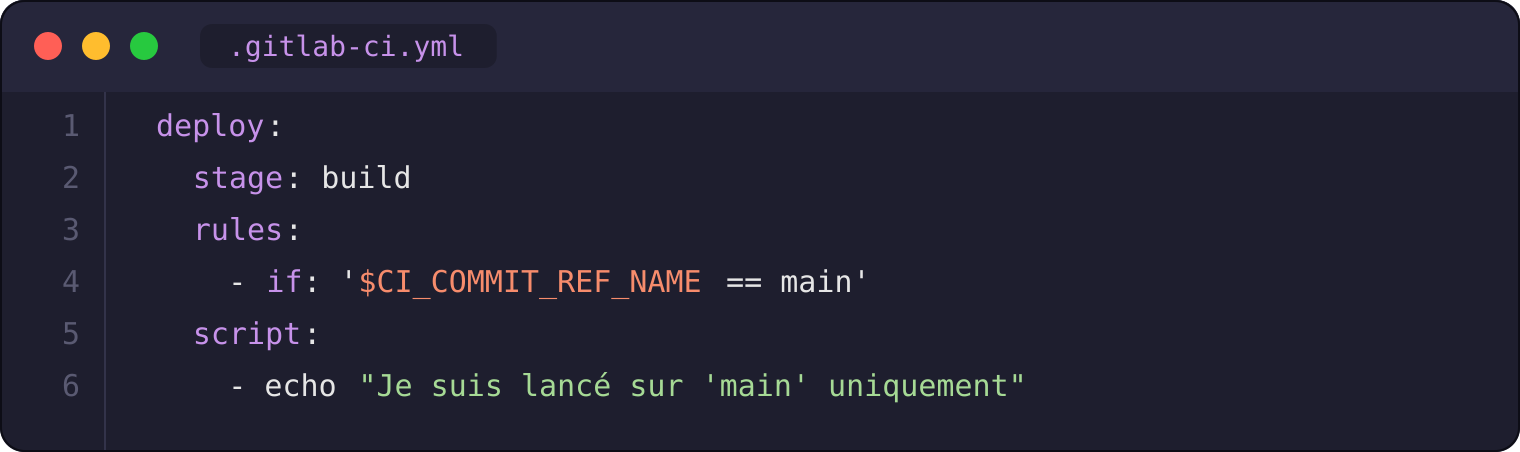 .gitlab-ci.yml
1 deploy:
2   stage: build
3   rules:
4     - if: '$CI_COMMIT_REF_NAME == main'
5   script:
6     - echo "Je suis lancé sur 'main' uniquement"